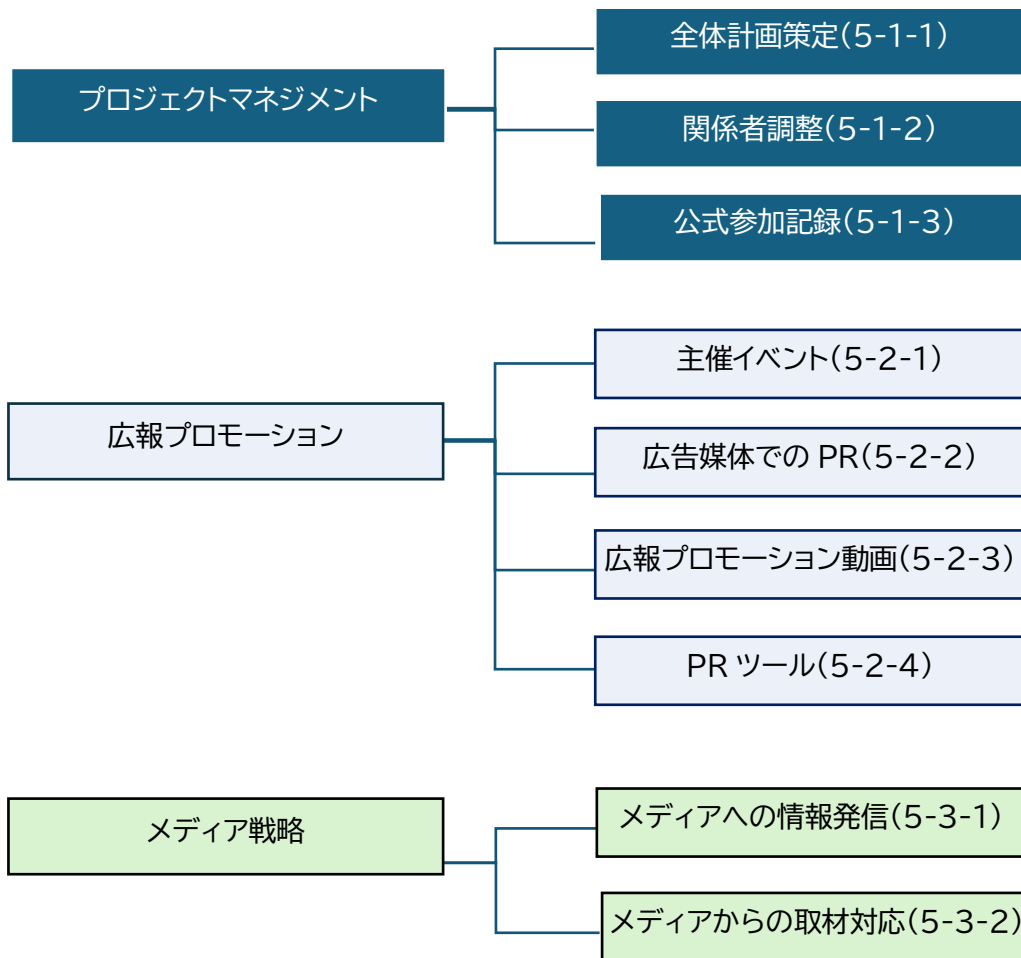 プロジェクトマネジメント
全体計画策定(5-1-1)
関係者調整(5-1-2)
公式参加記録(5-1-3)
広報プロモーション
主催イベント(5-2-1)
広告媒体での PR(5-2-2)
広報プロモーション動画(5-2-3)
PR ツール(5-2-4)
メディア戦略
メディアへの情報発信(5-3-1)
メディアからの取材対応(5-3-2)